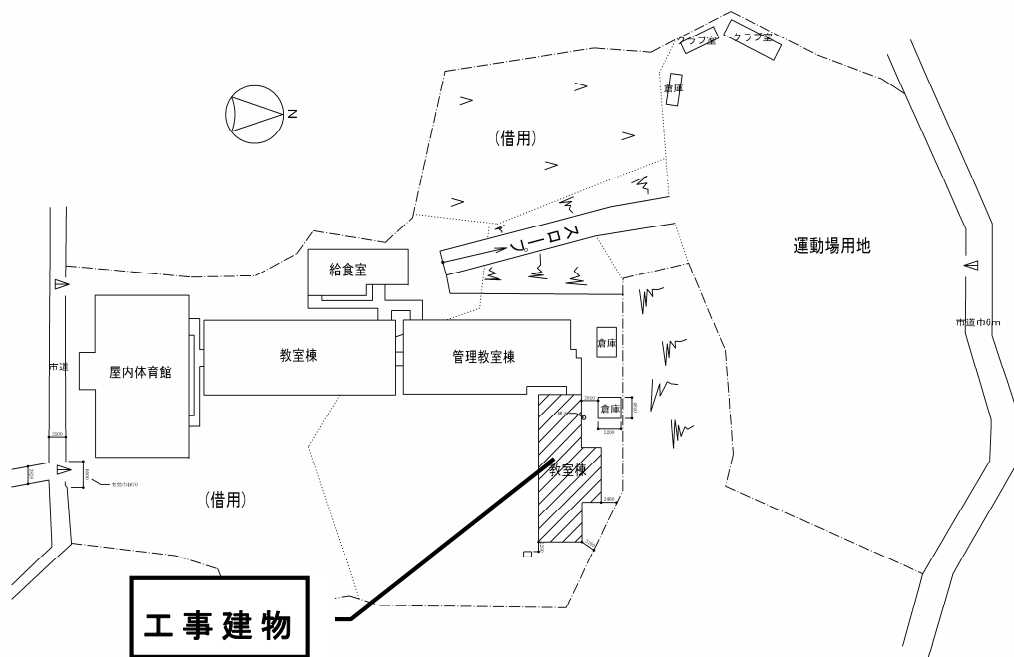 クラブ室
クラブ室
倉庫
N
(借用)
スロープ
運動場用地
給食室
市道巾6m
教室棟
管理教室棟
倉庫
市道
屋内体育館
倉庫
教室棟
(借用)
工事建物